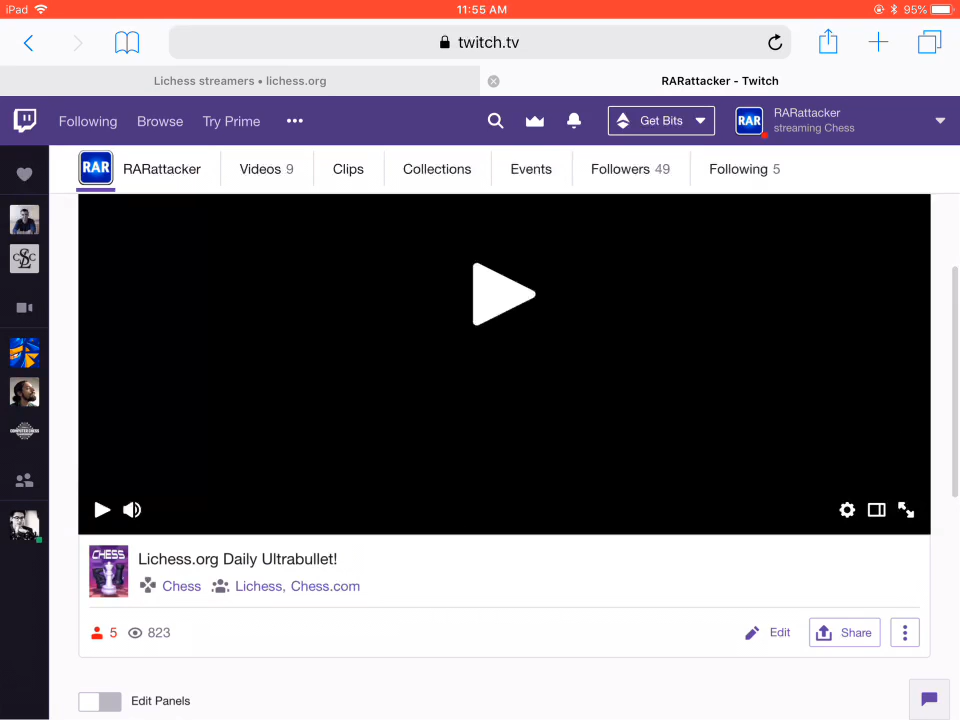 iPad 11:55 AM 95%
twitch.tv
Lichess streamers • lichess.org RARattacker - Twitch
Following Browse Try Prime ••• Get Bits RAR RARattacker
streaming Chess
RAR RARattacker Videos 9 Clips Collections Events Followers 49 Following 5
CSLC
CHESS Lichess.org Daily Ultrabullet!
Chess Lichess, Chess.com
5 823 Edit Share
Edit Panels